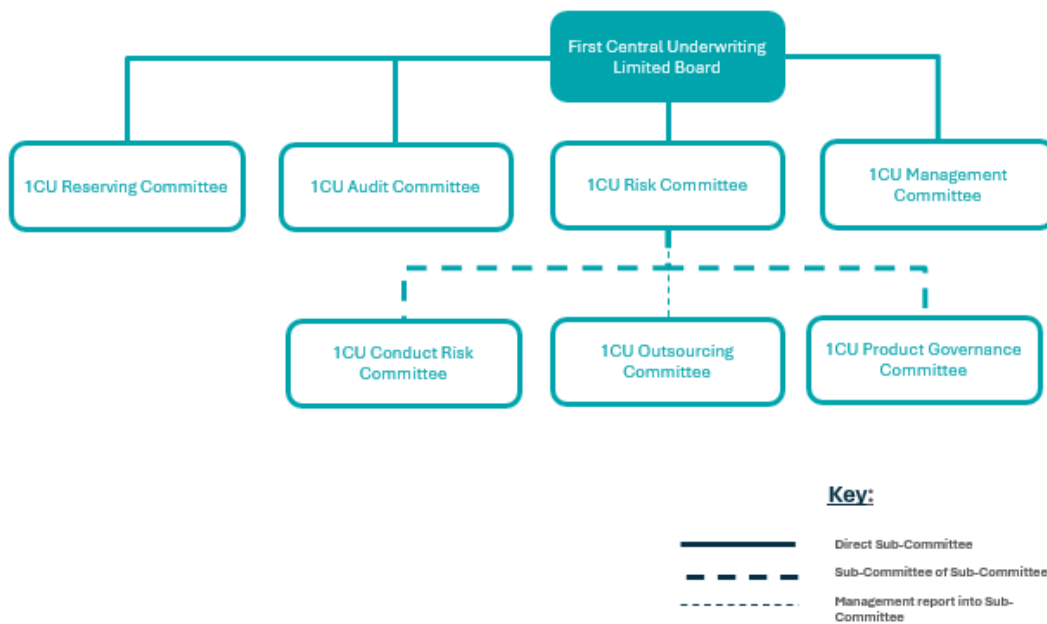 First Central Underwriting
Limited Board
1CU Reserving Committee
1CU Audit Committee
1CU Risk Committee
1CU Management
Committee
1CU Conduct Risk
Committee
1CU Outsourcing
Committee
1CU Product Governance
Committee
Key:
Direct Sub-Committee
Sub-Committee of Sub-Committee
Management report into Sub-
Committee